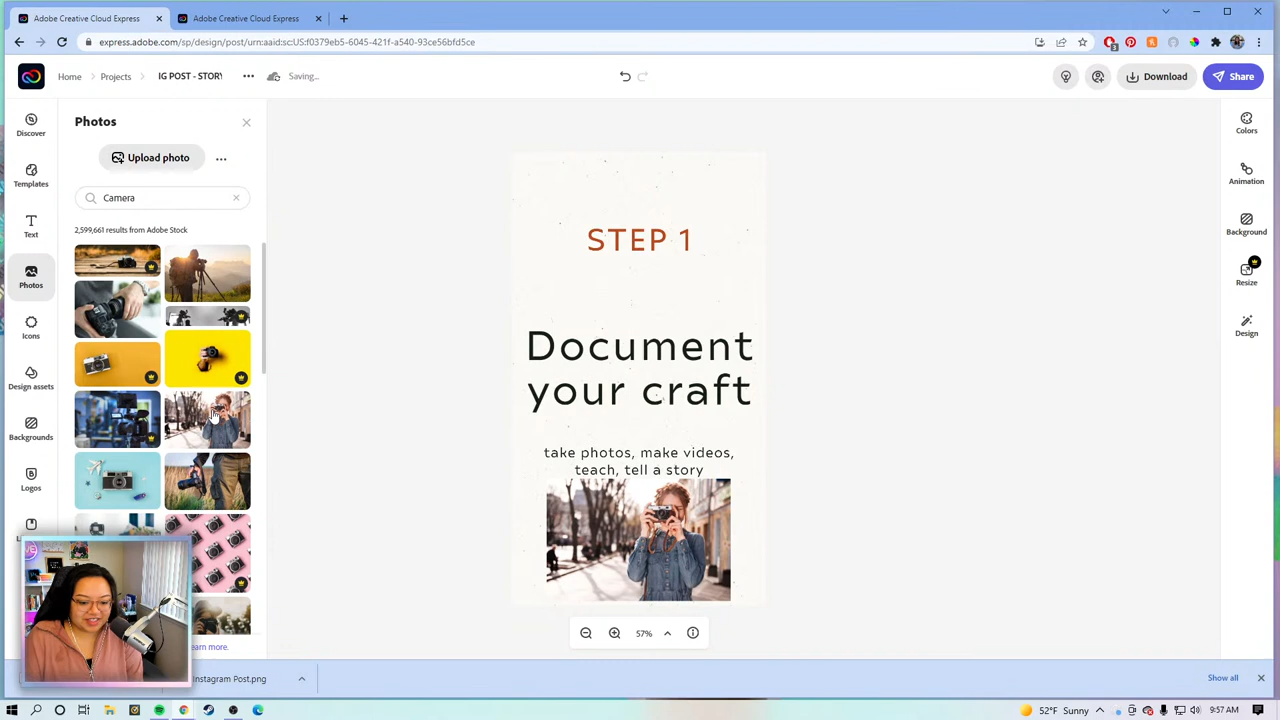 Adobe Creative Cloud Express
Adobe Creative Cloud Express
express.adobe.com/sp/design/post/urn:aaid:sc:US:f0379eb5-6045-421f-a540-93ce56bfd5ce
Home
Projects
IG POST - STORY
Saving...
Download
Share
Discover
Templates
Text
Photos
Icons
Design assets
Backgrounds
Logos
Photos
Upload photo
Camera
2,599,661 results from Adobe Stock
earn more.
STEP 1
Document
your craft
take photos, make videos,
teach, tell a story
57%
Colors
Animation
Background
Resize
Design
nstagram Post.png
Show all
52°F Sunny
9:57 AM